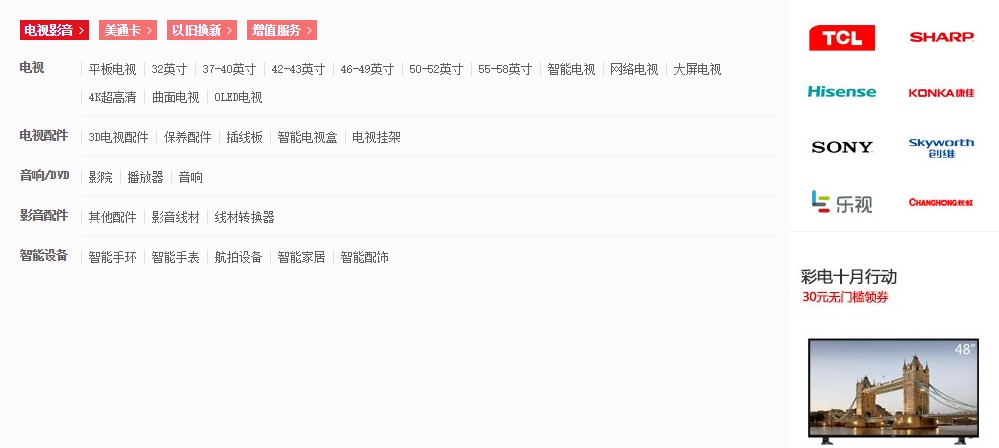 电视影音 > 美通卡 > 以旧换新 > 增值服务 >
电视 平板电视 32英寸 37-40英寸 42-43英寸 46-49英寸 50-52英寸 55-58英寸 智能电视 网络电视 大屏电视
4K超高清 曲面电视 OLED电视
电视配件 3D电视配件 保养配件 插线板 智能电视盒 电视挂架
音响/DVD 影院 播放器 音响
影音配件 其他配件 影音线材 线材转换器
智能设备 智能手环 智能手表 航拍设备 智能家居 智能配饰
TCL SHARP
Hisense KONKA康佳
SONY Skyworth
创维
乐视 CHANGHONG长虹
彩电十月行动
30元无门槛领券
48"